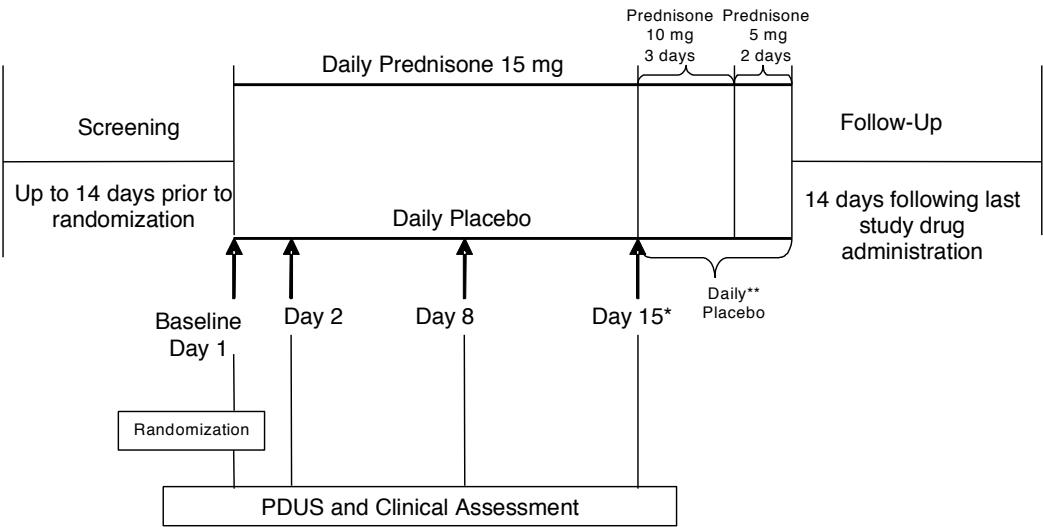 Prednisone
10 mg
3 days
Prednisone
5 mg
2 days
Daily Prednisone 15 mg
Screening
Up to 14 days prior to
randomization
Follow-Up
14 days following last
study drug
administration
Daily Placebo
Daily**
Placebo
Baseline
Day 1
Day 2
Day 8
Day 15*
Randomization
PDUS and Clinical Assessment